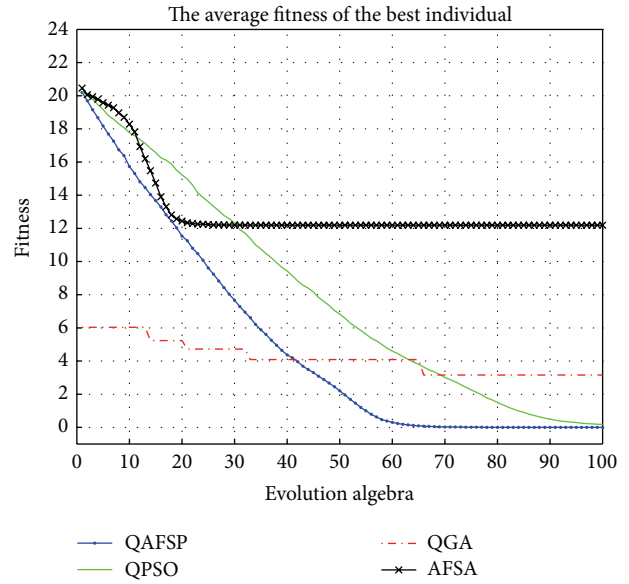 The average fitness of the best individual
24
22
20
18
16
14
12
10
8
6
4
2
0
Fitness
0 10 20 30 40 50 60 70 80 90 100
Evolution algebra
QAFSP QGA
QPSO AFSA